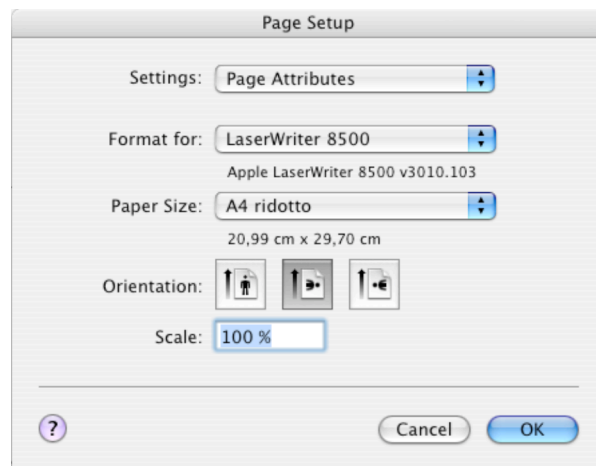 Page Setup
Settings: Page Attributes
Format for: LaserWriter 8500
Apple LaserWriter 8500 v3010.103
Paper Size: A4 ridotto
20,99 cm x 29,70 cm
Orientation:
Scale: 100 %
? Cancel OK